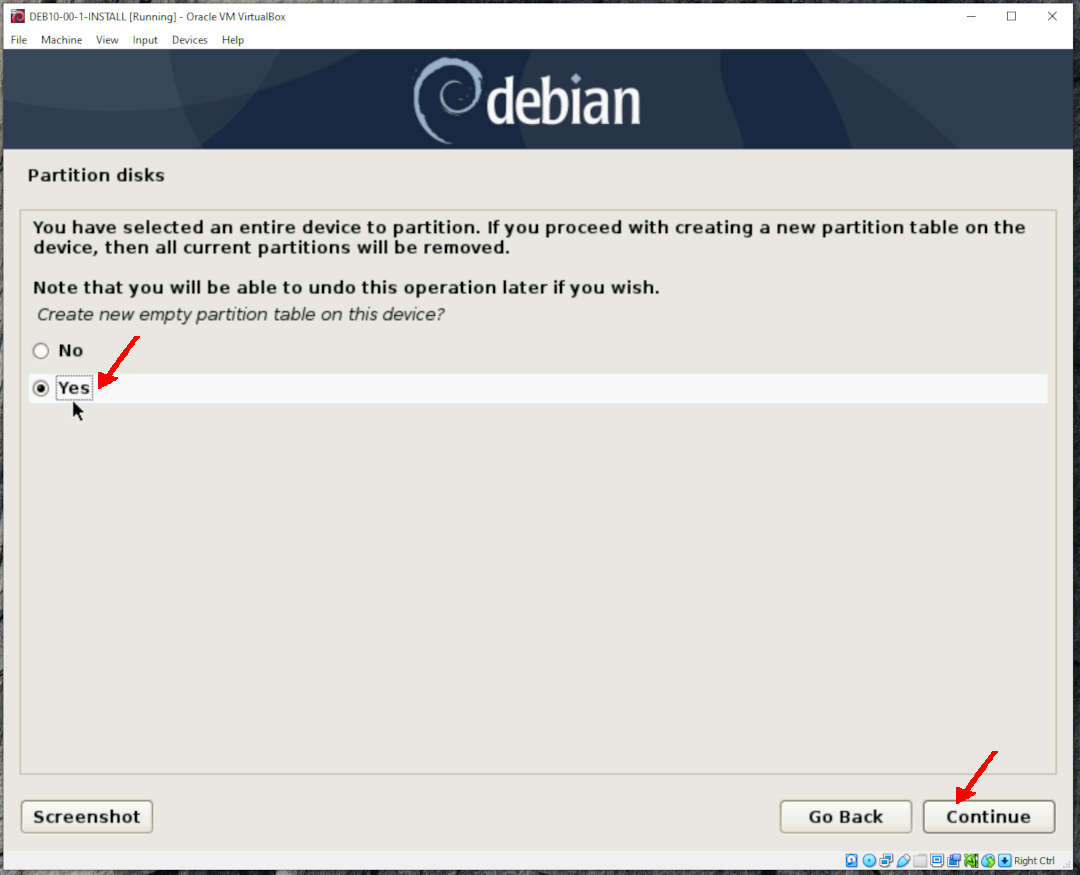 DEB10-00-1-INSTALL [Running] - Oracle VM VirtualBox
File Machine View Input Devices Help
debian
Partition disks
You have selected an entire device to partition. If you proceed with creating a new partition table on the
device, then all current partitions will be removed.
Note that you will be able to undo this operation later if you wish.
Create new empty partition table on this device?
No
Yes
Screenshot Go Back Continue
Right Ctrl